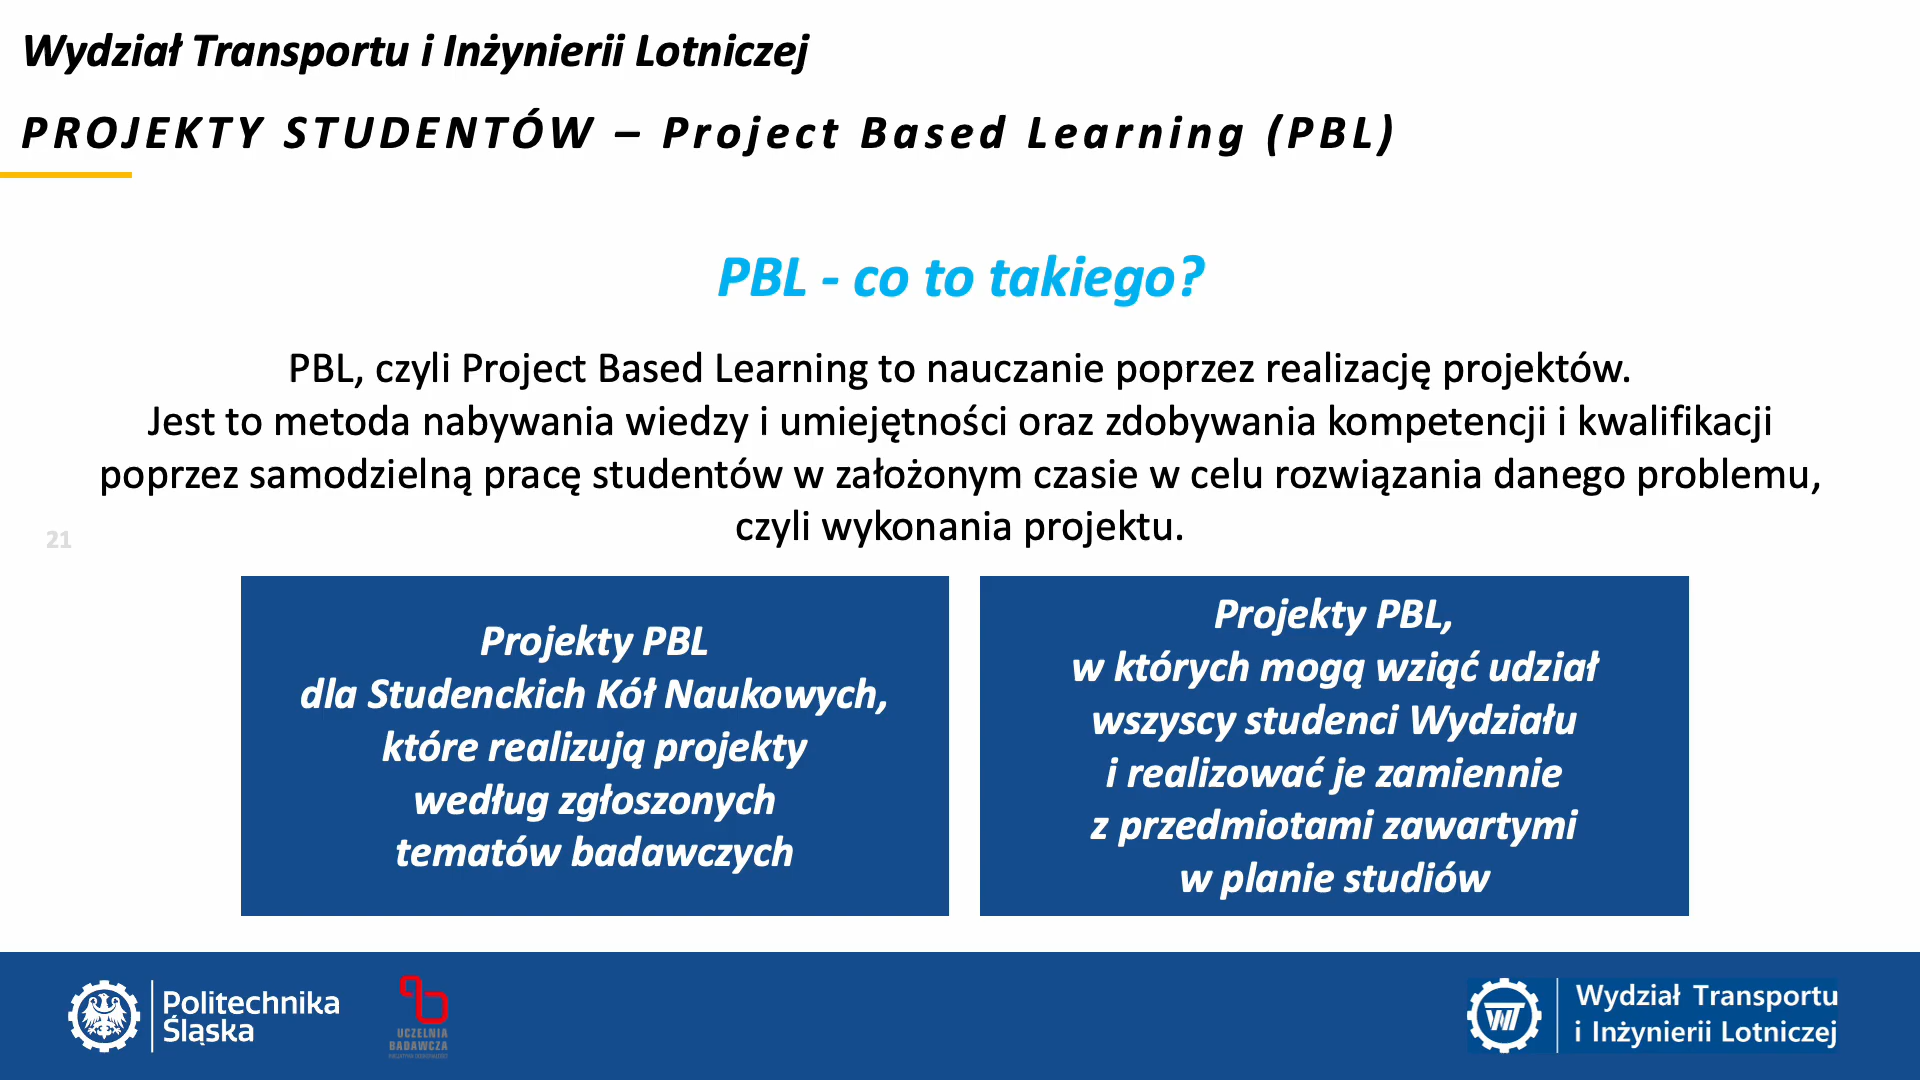 Wydział Transportu i Inżynierii Lotniczej
PROJEKTY STUDENTÓW – Project Based Learning (PBL)
PBL - co to takiego?
PBL, czyli Project Based Learning to nauczanie poprzez realizację projektów.
Jest to metoda nabywania wiedzy i umiejętności oraz zdobywania kompetencji i kwalifikacji
poprzez samodzielną pracę studentów w założonym czasie w celu rozwiązania danego problemu,
czyli wykonania projektu.
21
Projekty PBL
dla Studenckich Kół Naukowych,
które realizują projekty
według zgłoszonych
tematów badawczych
Projekty PBL,
w których mogą wziąć udział
wszyscy studenci Wydziału
i realizować je zamiennie
z przedmiotami zawartymi
w planie studiów
Politechnika
Śląska
UCZELNIA
BADAWCZA
WT
Wydział Transportu
i Inżynierii Lotniczej